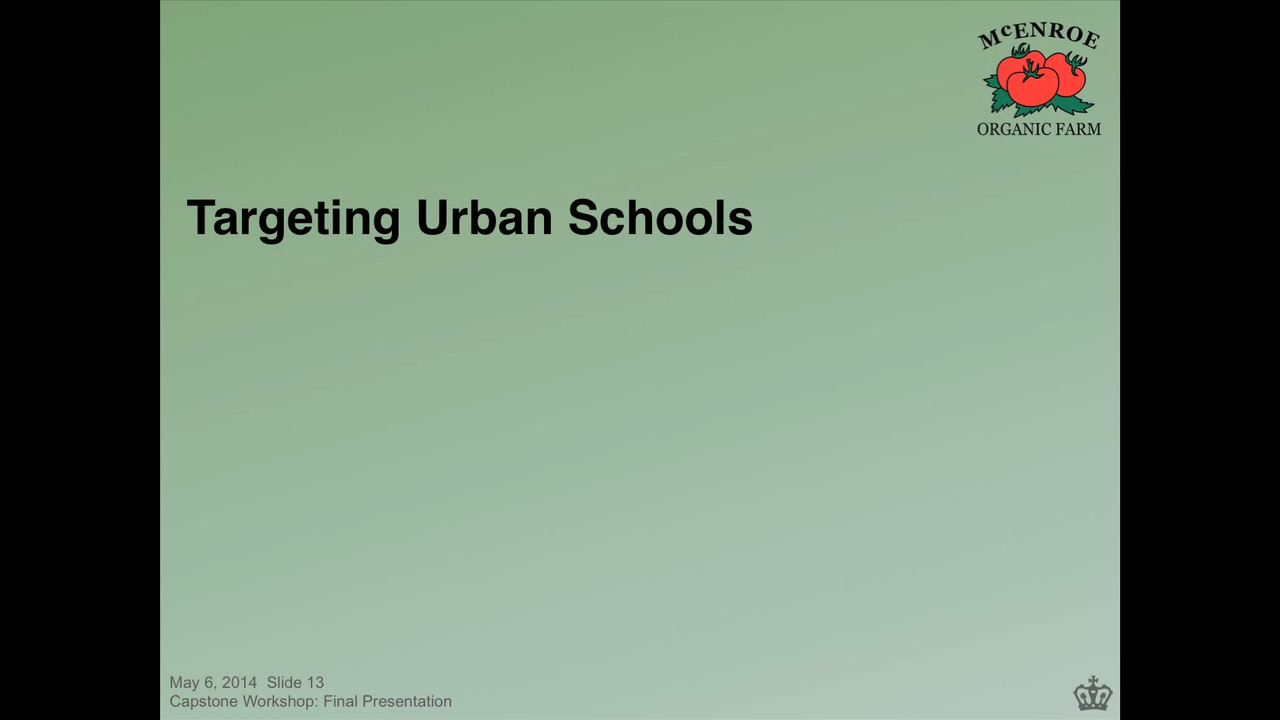 McENROE
ORGANIC FARM
Targeting Urban Schools
May 6, 2014 Slide 13
Capstone Workshop: Final Presentation